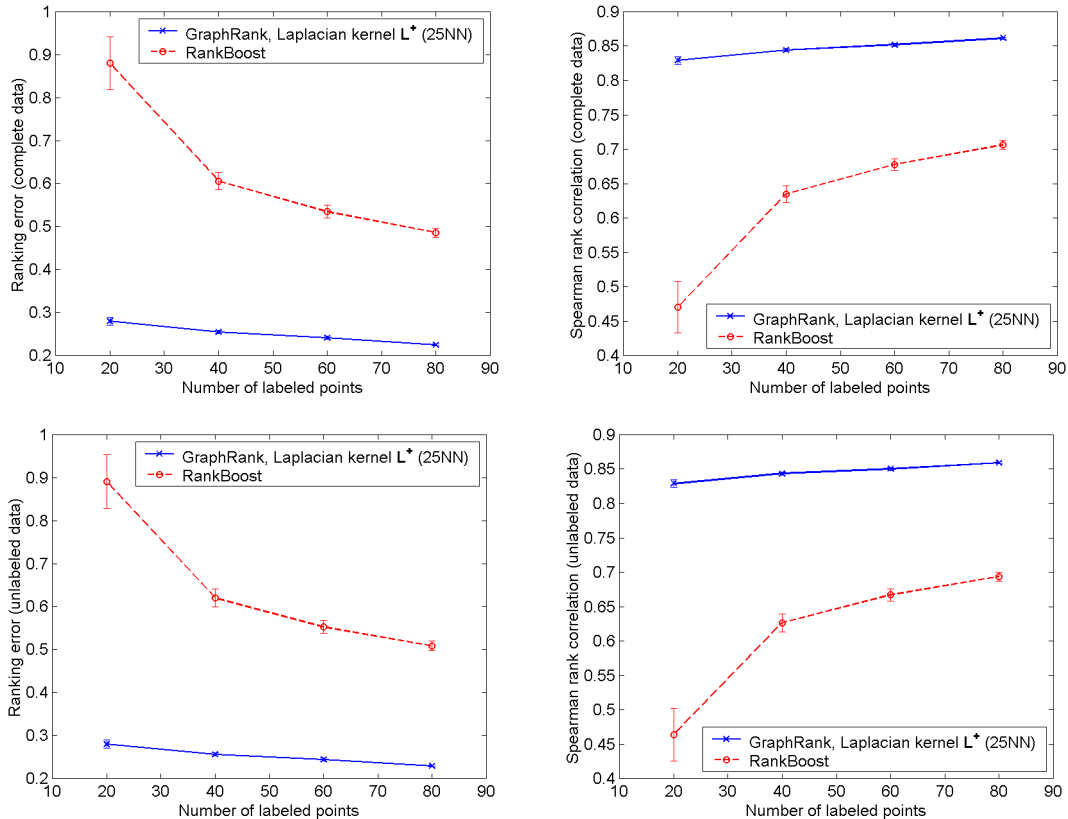 1
0.9
0.8
0.7
0.6
0.5
0.4
0.3
0.2
10 20 30 40 50 60 70 80 90
Number of labeled points
Ranking error (complete data)
GraphRank, Laplacian kernel L+ (25NN)
RankBoost
0.9
0.85
0.8
0.75
0.7
0.65
0.6
0.55
0.5
0.45
0.4
10 20 30 40 50 60 70 80 90
Number of labeled points
Spearman rank correlation (complete data)
GraphRank, Laplacian kernel L+ (25NN)
RankBoost
1
0.9
0.8
0.7
0.6
0.5
0.4
0.3
0.2
10 20 30 40 50 60 70 80 90
Number of labeled points
Ranking error (unlabeled data)
GraphRank, Laplacian kernel L+ (25NN)
RankBoost
0.9
0.85
0.8
0.75
0.7
0.65
0.6
0.55
0.5
0.45
0.4
10 20 30 40 50 60 70 80 90
Number of labeled points
Spearman rank correlation (unlabeled data)
GraphRank, Laplacian kernel L+ (25NN)
RankBoost